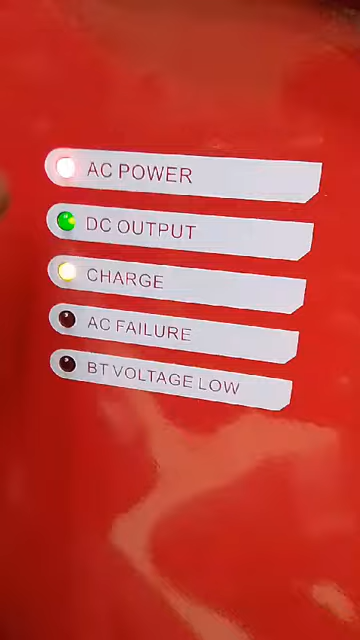 AC POWER
DC OUTPUT
CHARGE
AC FAILURE
BT VOLTAGE LOW